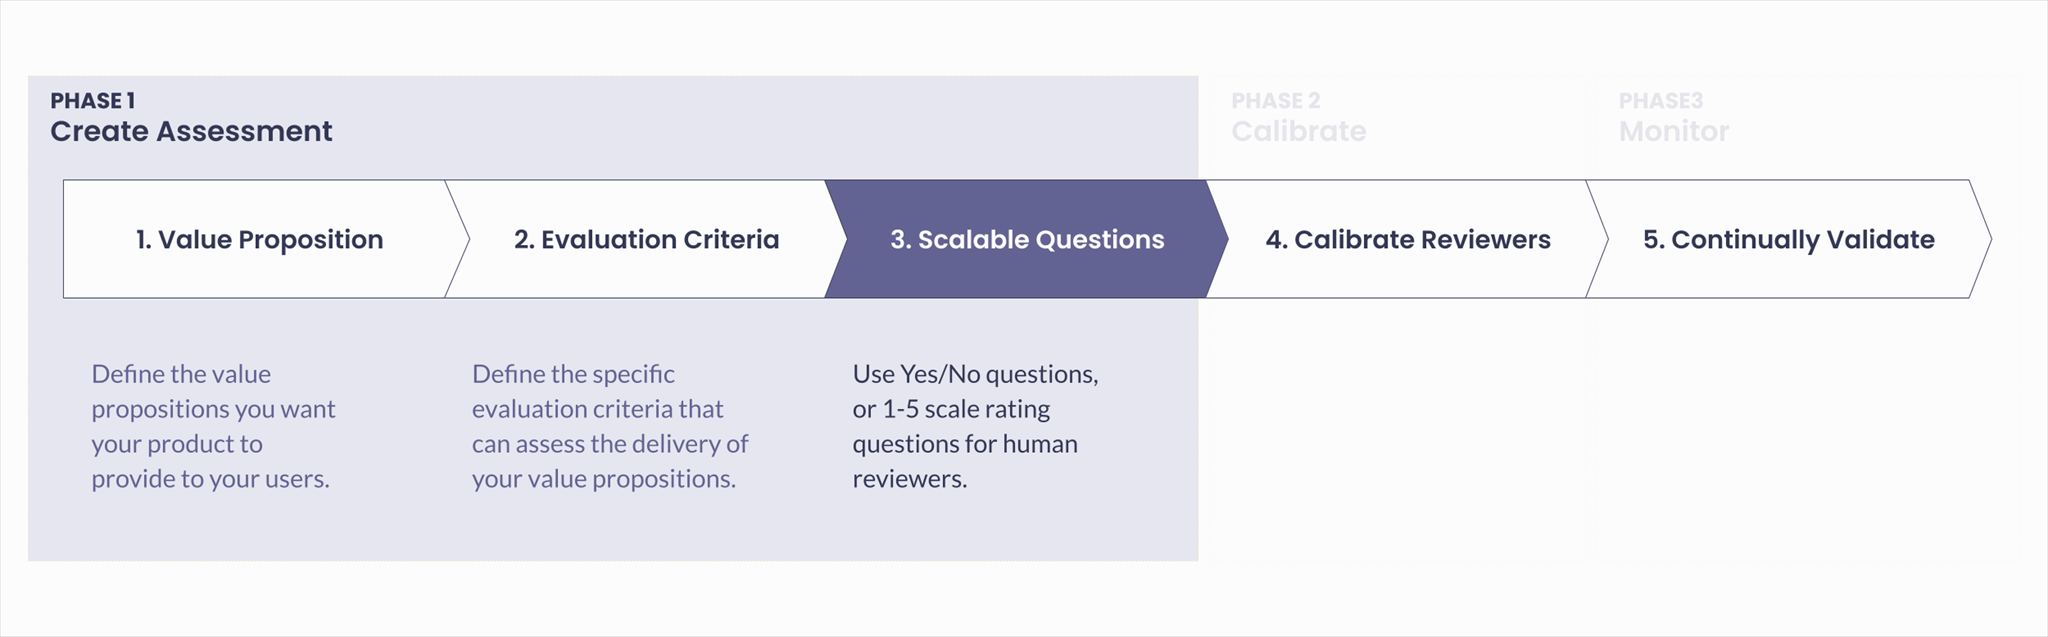 PHASE 1
Create Assessment
PHASE 2
Calibrate
PHASE3
Monitor
1. Value Proposition
2. Evaluation Criteria
3. Scalable Questions
4. Calibrate Reviewers
5. Continually Validate
Define the value
propositions you want
your product to
provide to your users.
Define the specific
evaluation criteria that
can assess the delivery of
your value propositions.
Use Yes/No questions,
or 1-5 scale rating
questions for human
reviewers.